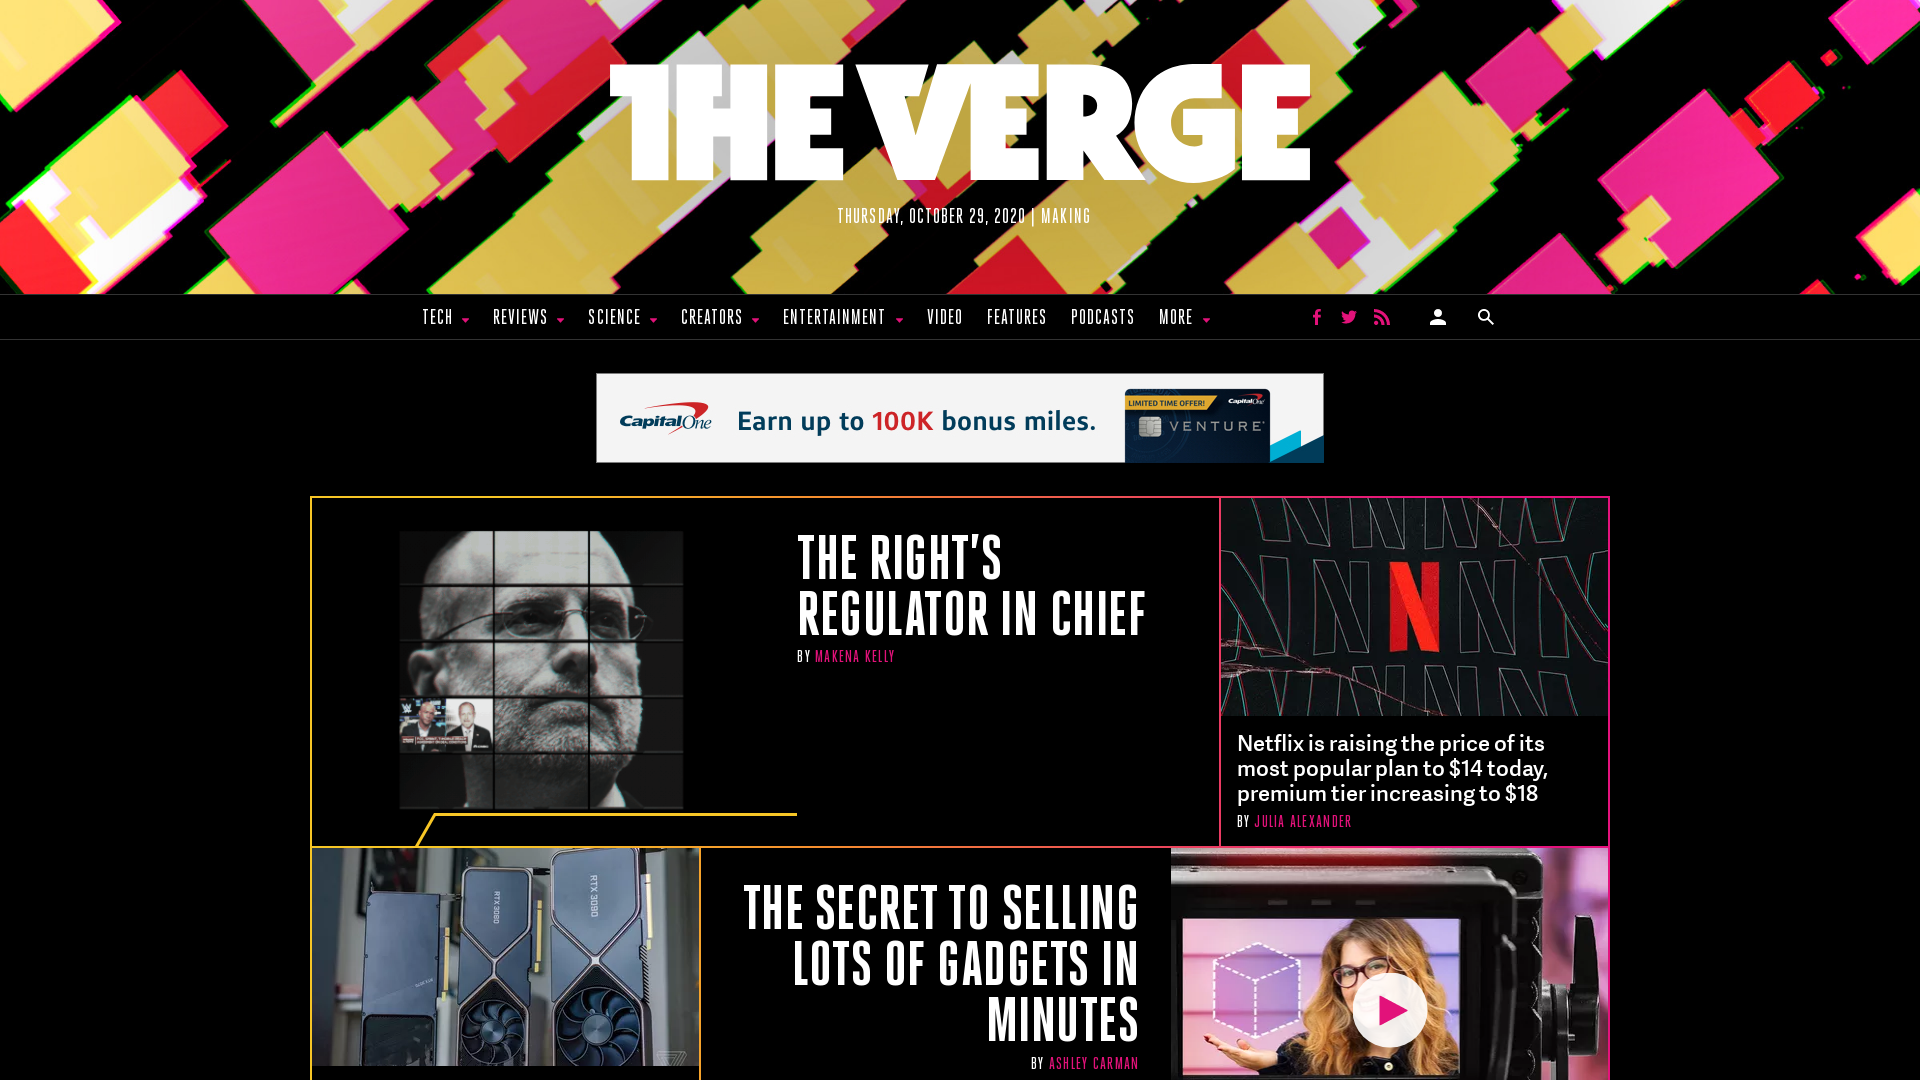 THE VERGE
THURSDAY, OCTOBER 29, 2020 | MAKING
TECH REVIEWS SCIENCE CREATORS ENTERTAINMENT VIDEO FEATURES PODCASTS MORE
Capital One
Earn up to 100K bonus miles.
LIMITED TIME OFFER!
Capital One
VENTURE
THE RIGHT'S
REGULATOR IN CHIEF
BY MAKENA KELLY
N
Netflix is raising the price of its
most popular plan to $14 today,
premium tier increasing to $18
BY JULIA ALEXANDER
RTX 3080
RTX 3090
THE SECRET TO SELLING
LOTS OF GADGETS IN
MINUTES
BY ASHLEY CARMAN